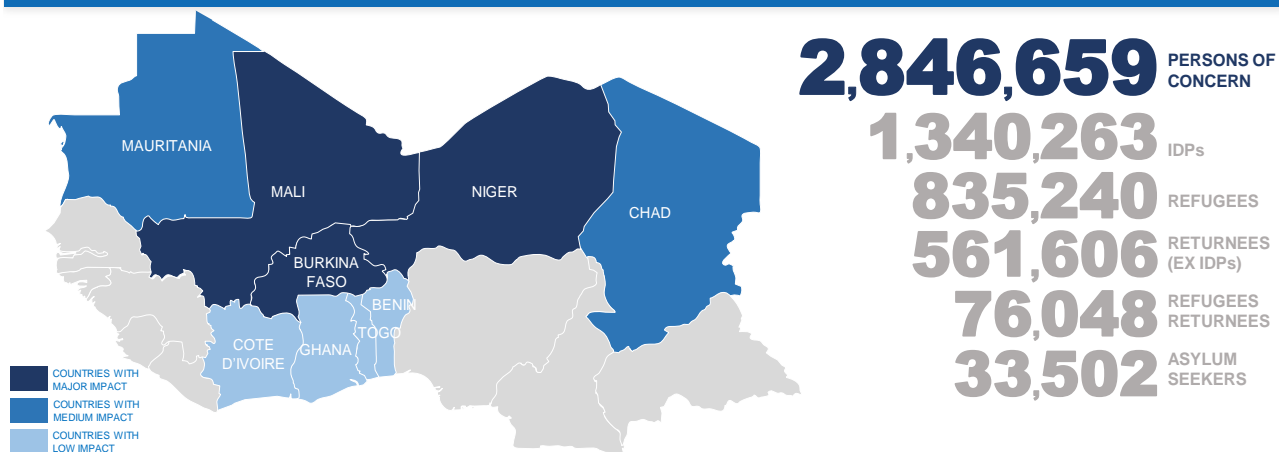 MAURITANIA
MALI
NIGER
CHAD
BURKINA
FASO
BENIN
TOGO
GHANA
COTE
D'IVOIRE
COUNTRIES WITH
MAJOR IMPACT
COUNTRIES WITH
MEDIUM IMPACT
COUNTRIES WITH
LOW IMPACT
2,846,659 PERSONS OF
CONCERN
1,340,263 IDPs
835,240 REFUGEES
561,606 RETURNEES
(EX IDPs)
76,048 REFUGEES
RETURNEES
33,502 ASYLUM
SEEKERS